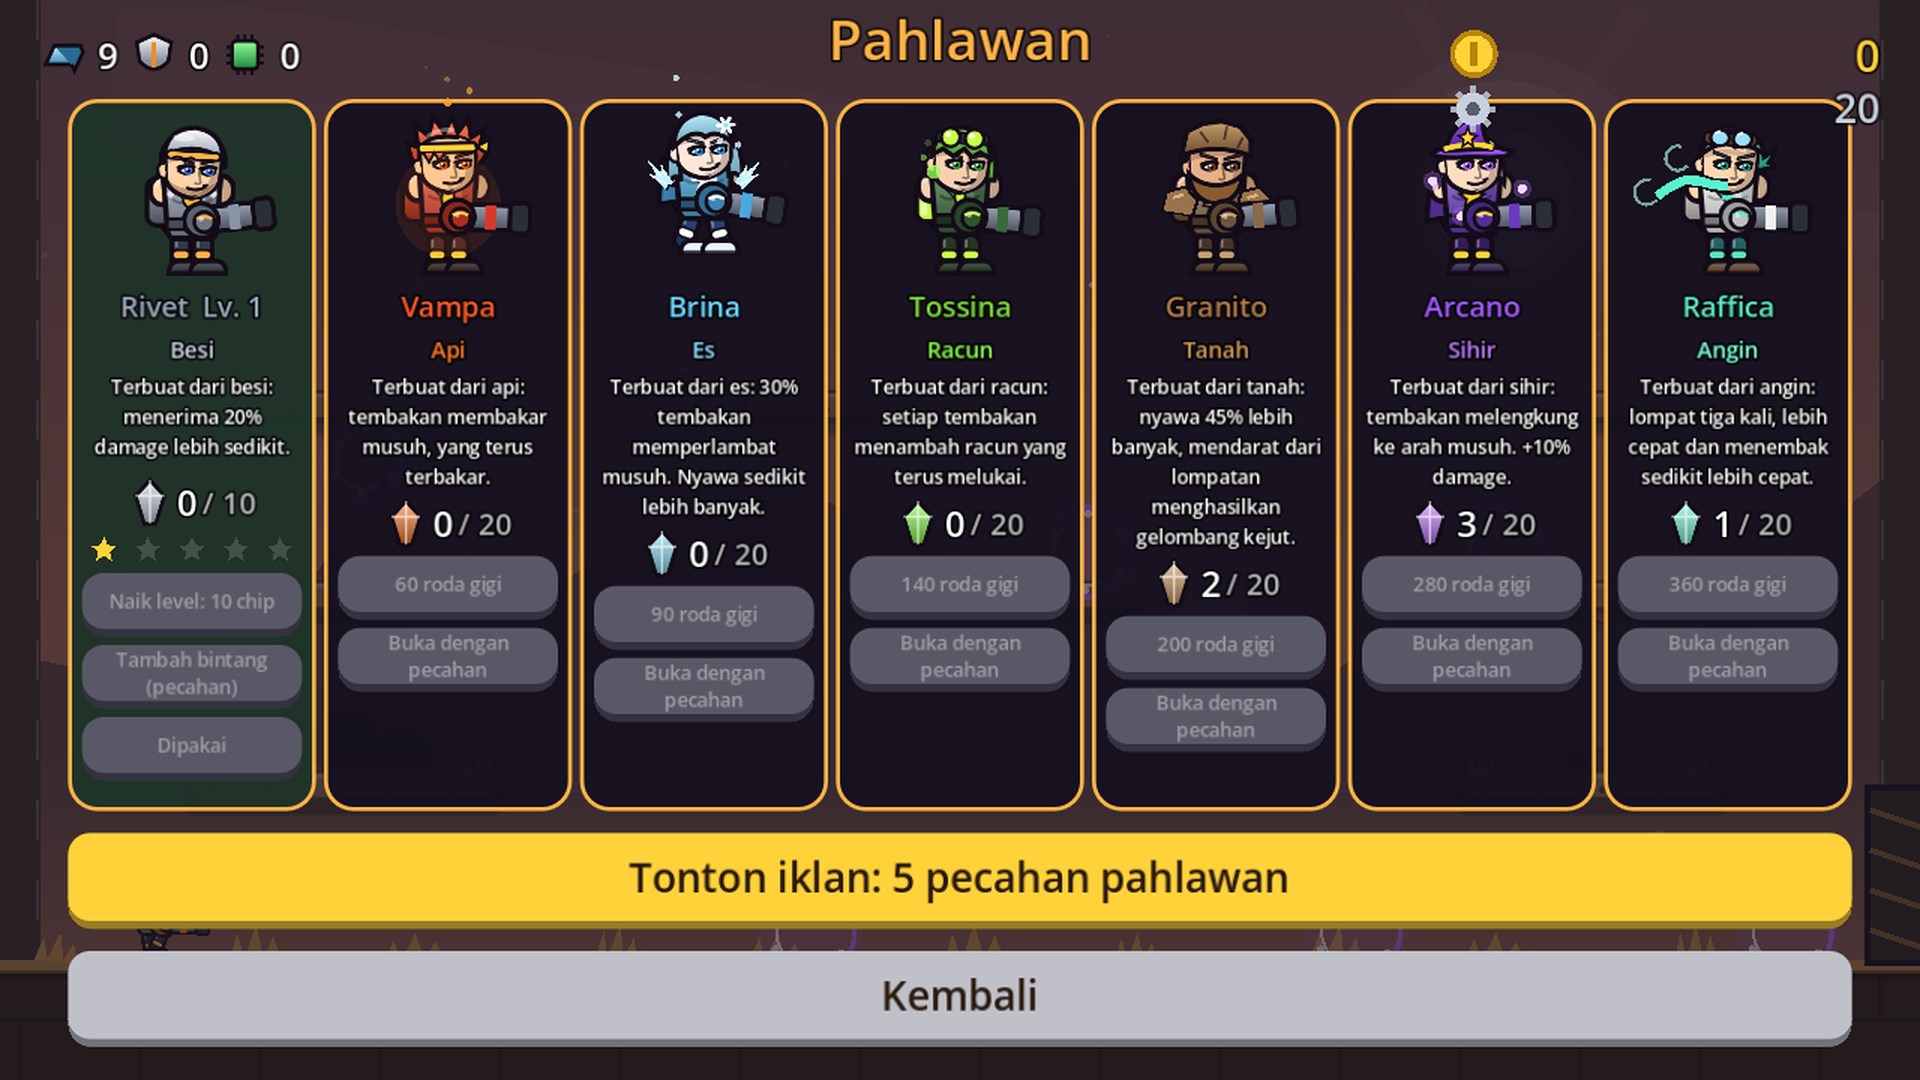 Pahlawan
9 0 0
0
20
Rivet Lv. 1
Besi
Terbuat dari besi:
menerima 20%
damage lebih sedikit.
0 / 10
Naik level: 10 chip
Tambah bintang
(pecahan)
Dipakai
Vampa
Api
Terbuat dari api:
tembakan membakar
musuh, yang terus
terbakar.
0 / 20
60 roda gigi
Buka dengan
pecahan
Brina
Es
Terbuat dari es: 30%
tembakan
memperlambat
musuh. Nyawa sedikit
lebih banyak.
0 / 20
90 roda gigi
Buka dengan
pecahan
Tossina
Racun
Terbuat dari racun:
setiap tembakan
menambah racun yang
terus melukai.
0 / 20
140 roda gigi
Buka dengan
pecahan
Granito
Tanah
Terbuat dari tanah:
nyawa 45% lebih
banyak, mendarat dari
lompatan
menghasilkan
gelombang kejut.
2 / 20
200 roda gigi
Buka dengan
pecahan
Arcano
Sihir
Terbuat dari sihir:
tembakan melengkung
ke arah musuh. +10%
damage.
3 / 20
280 roda gigi
Buka dengan
pecahan
Raffica
Angin
Terbuat dari angin:
lompat tiga kali, lebih
cepat dan menembak
sedikit lebih cepat.
1 / 20
360 roda gigi
Buka dengan
pecahan
Tonton iklan: 5 pecahan pahlawan
Kembali